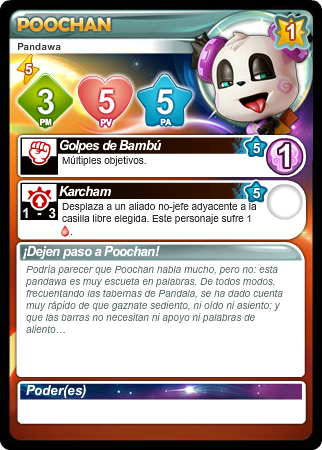 POOCHAN
1
Pandawa
5
3
PM
5
PV
5
PA
Golpes de Bambú
5
1
Múltiples objetivos.
Karcham
5
1 - 3
Desplaza a un aliado no-jefe adyacente a la
casilla libre elegida. Este personaje sufre 1
.
¡Dejen paso a Poochan!
Podría parecer que Poochan habla mucho, pero no: esta
pandawa es muy escueta en palabras. De todos modos,
frecuentando las tabernas de Pandala, se ha dado cuenta
muy rápido de que gaznate sediento, ni oído ni asiento; y
que las barras no necesitan ni apoyo ni palabras de
aliento…
Poder(es)